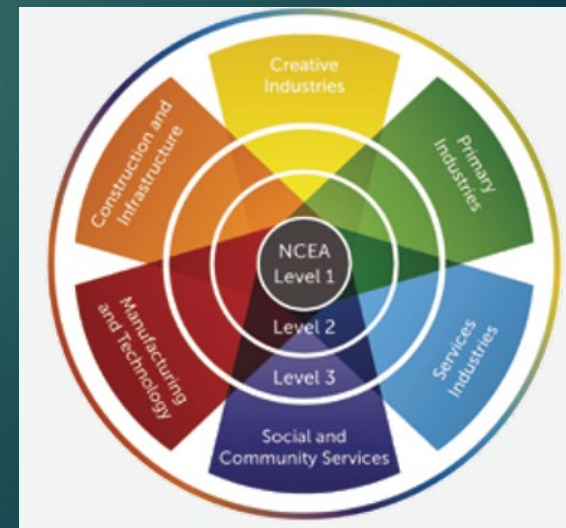 Creative
Industries
Primary
Industries
Services
Industries
Social and
Community Services
Manufacturing
and Technology
Construction and
Infrastructure
NCEA
Level 1
Level 2
Level 3